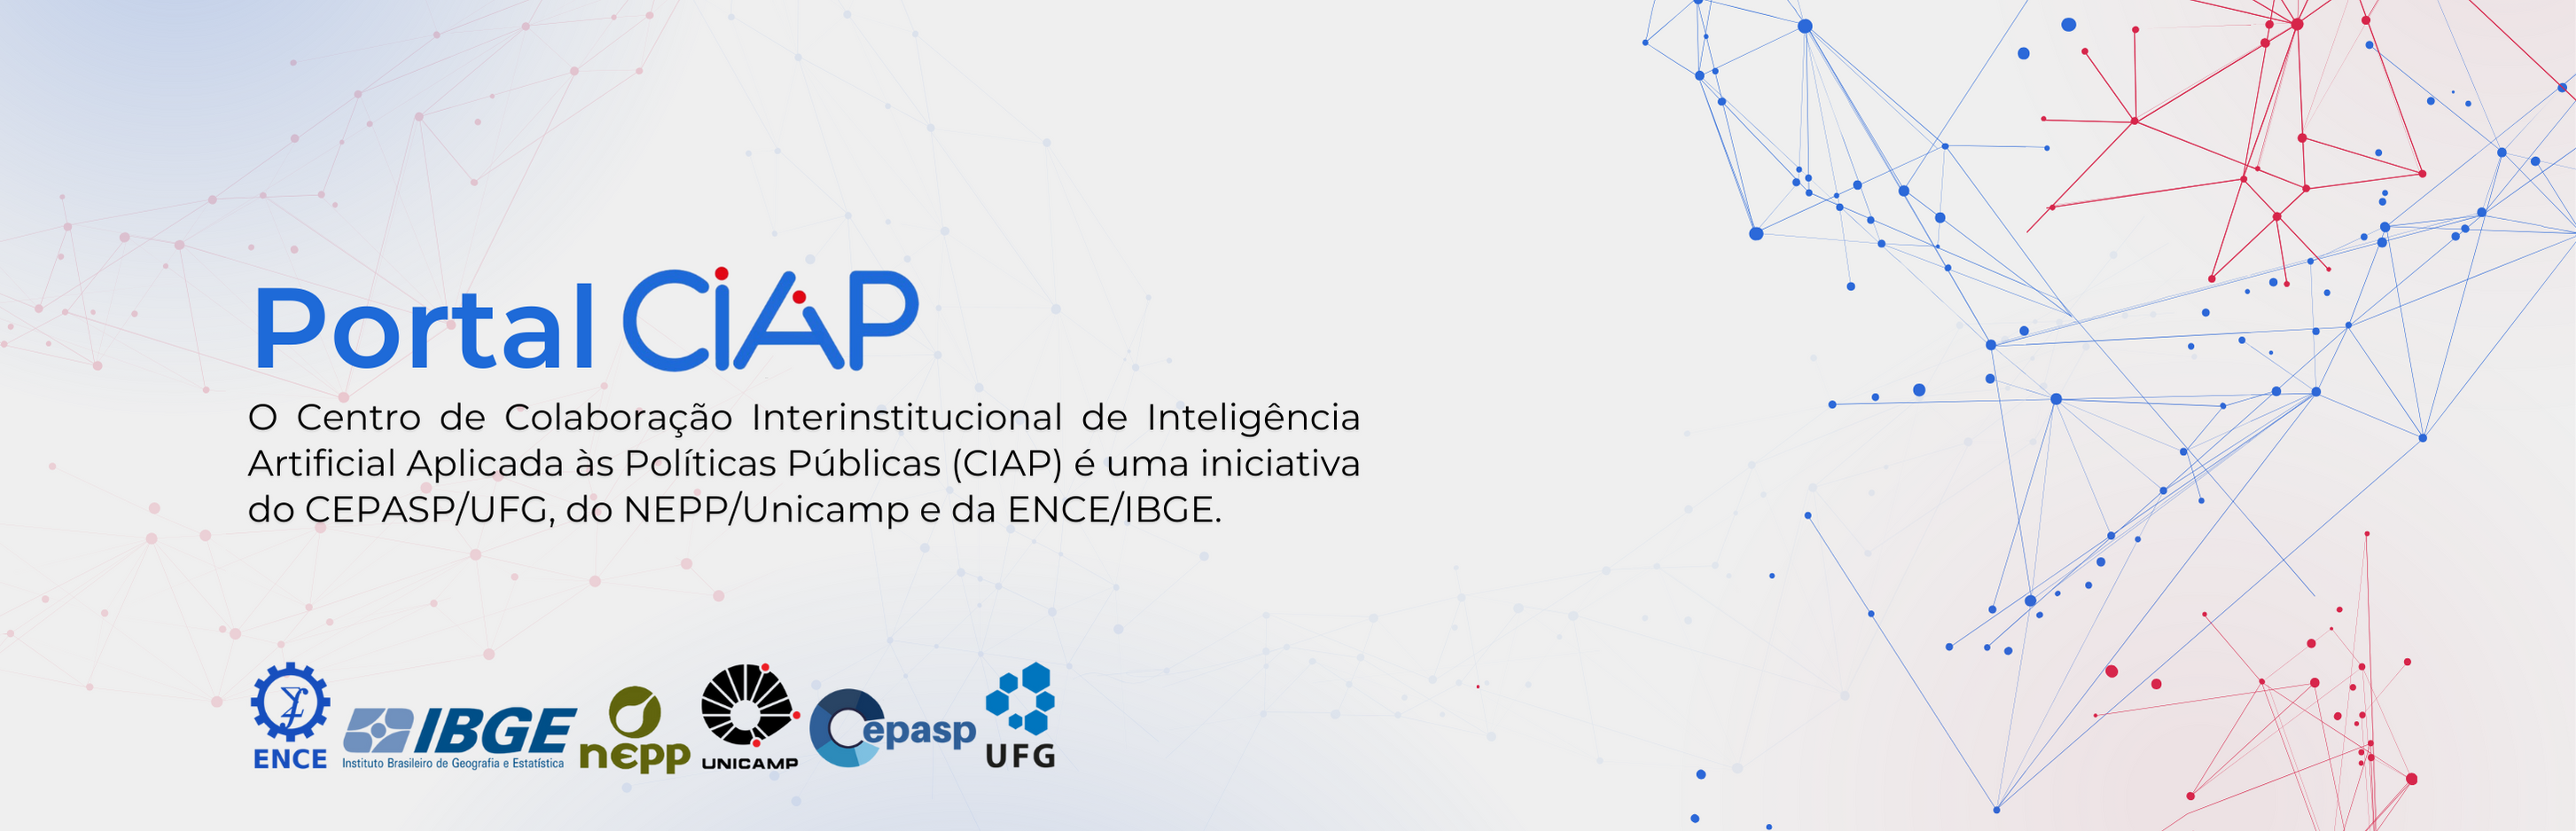 Portal CiAP
O Centro de Colaboração Interinstitucional de Inteligência
Artificial Aplicada às Políticas Públicas (CIAP) é uma iniciativa
do CEPASP/UFG, do NEPP/Unicamp e da ENCE/IBGE.
ENCE
IBGE
Instituto Brasileiro de Geografia e Estatística
nepp
UNICAMP
Cepasp
UFG